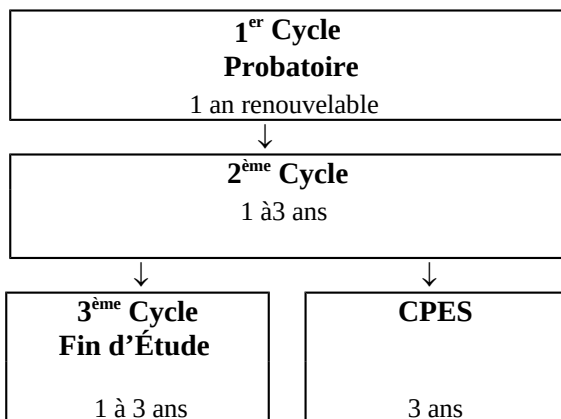 1er Cycle
Probatoire
1 an renouvelable
↓
2ème Cycle
1 à3 ans
↓ ↓
3ème Cycle
Fin d’Étude
1 à 3 ans
CPES
3 ans